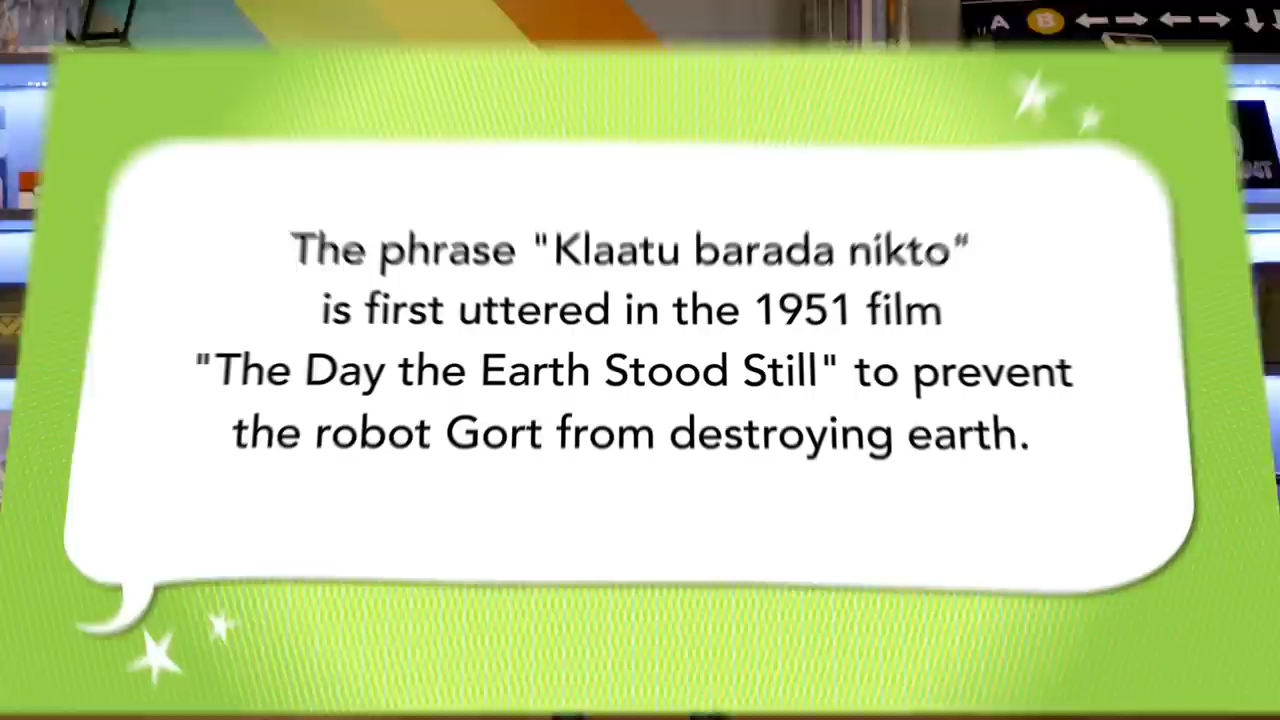 A B ←→←→↓
The phrase "Klaatu barada nikto"
is first uttered in the 1951 film
"The Day the Earth Stood Still" to prevent
the robot Gort from destroying earth.